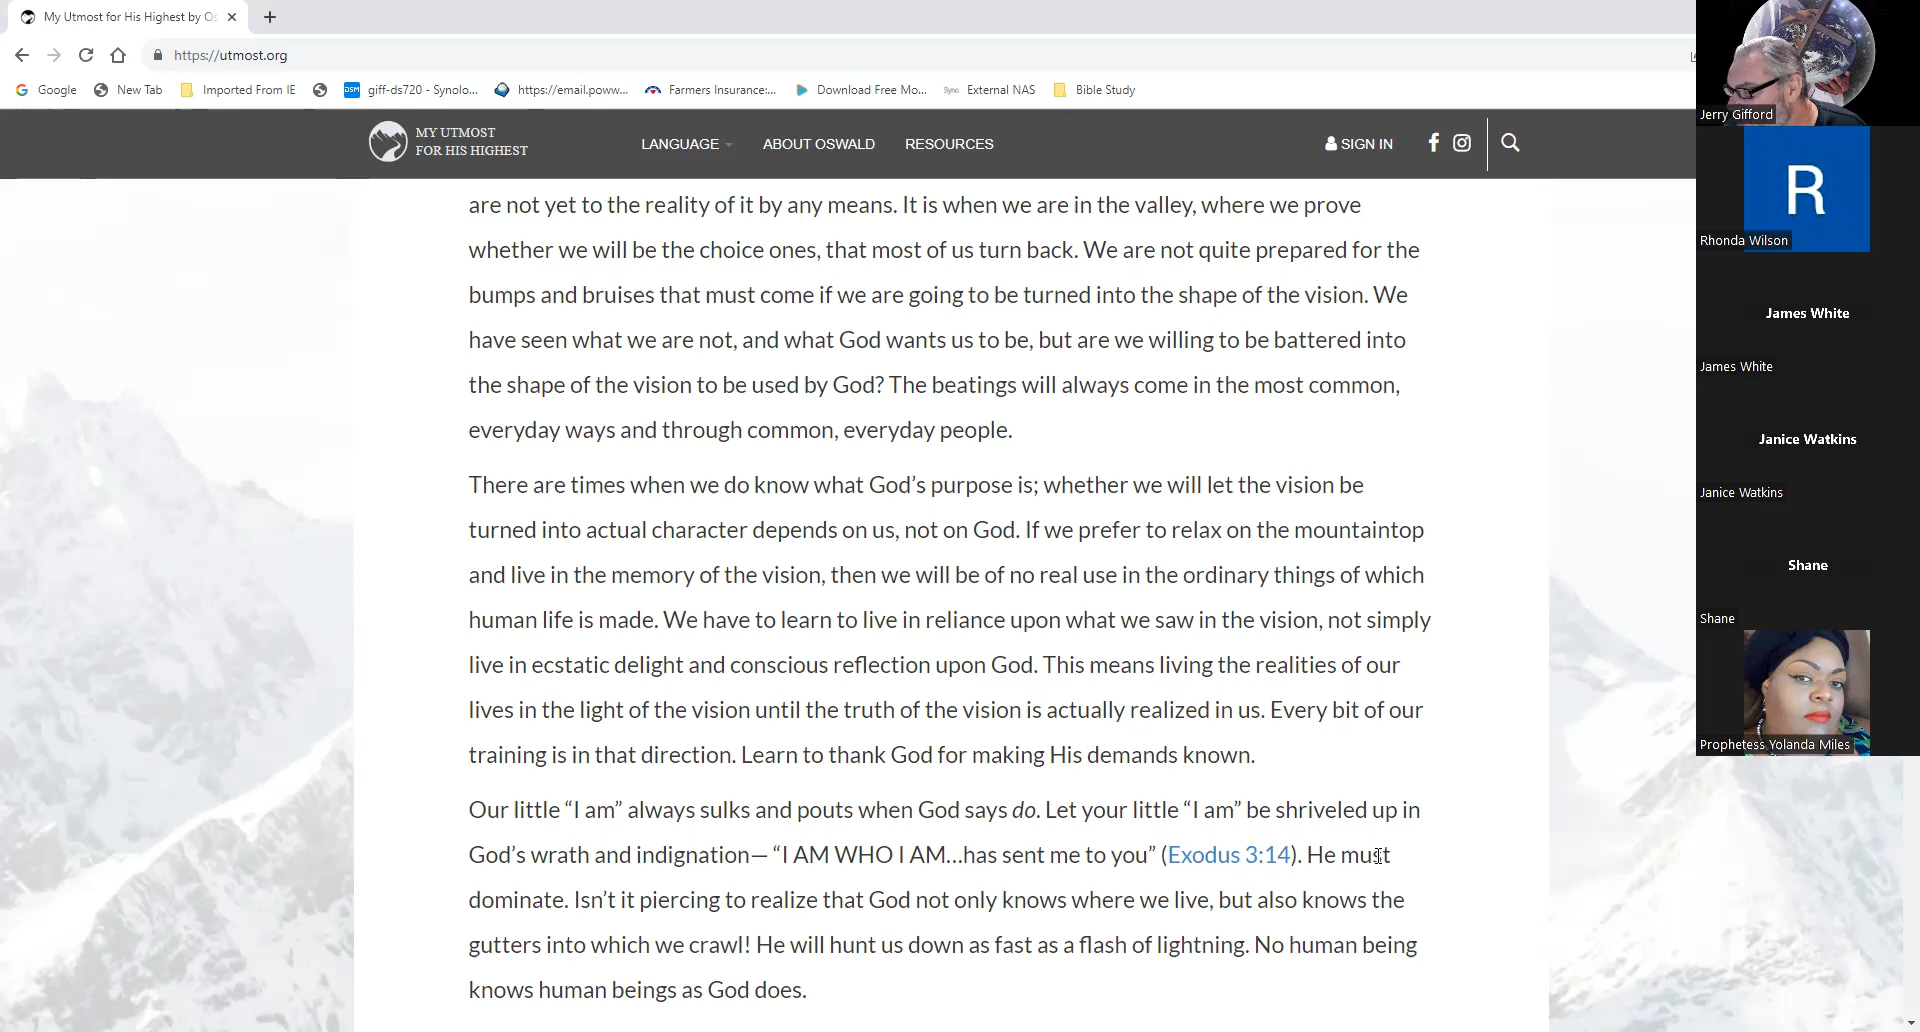 My Utmost for His Highest by Os
https://utmost.org
Google New Tab Imported From IE giff-ds720 - Synolo... https://email.poww... Farmers Insurance:... Download Free Mo... Sync External NAS Bible Study
DSM
MY UTMOST
FOR HIS HIGHEST
LANGUAGE ABOUT OSWALD RESOURCES SIGN IN
are not yet to the reality of it by any means. It is when we are in the valley, where we prove
whether we will be the choice ones, that most of us turn back. We are not quite prepared for the
bumps and bruises that must come if we are going to be turned into the shape of the vision. We
have seen what we are not, and what God wants us to be, but are we willing to be battered into
the shape of the vision to be used by God? The beatings will always come in the most common,
everyday ways and through common, everyday people.
There are times when we do know what God’s purpose is; whether we will let the vision be
turned into actual character depends on us, not on God. If we prefer to relax on the mountaintop
and live in the memory of the vision, then we will be of no real use in the ordinary things of which
human life is made. We have to learn to live in reliance upon what we saw in the vision, not simply
live in ecstatic delight and conscious reflection upon God. This means living the realities of our
lives in the light of the vision until the truth of the vision is actually realized in us. Every bit of our
training is in that direction. Learn to thank God for making His demands known.
Our little “I am” always sulks and pouts when God says do. Let your little “I am” be shriveled up in
God’s wrath and indignation— “I AM WHO I AM…has sent me to you” (Exodus 3:14). He must
dominate. Isn’t it piercing to realize that God not only knows where we live, but also knows the
gutters into which we crawl! He will hunt us down as fast as a flash of lightning. No human being
knows human beings as God does.
Jerry Gifford
R
Rhonda Wilson
James White
James White
Janice Watkins
Janice Watkins
Shane
Shane
Prophetess Yolanda Miles